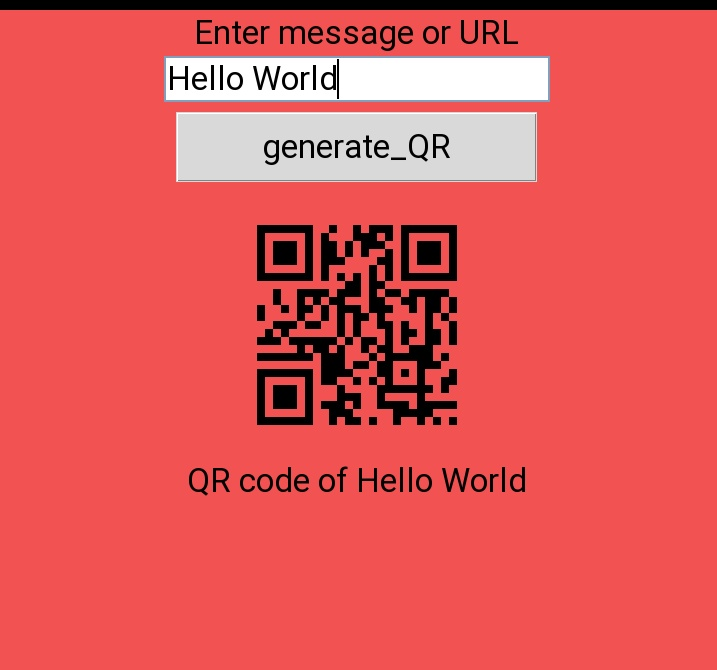 Enter message or URL
Hello World
generate_QR
QR code of Hello World